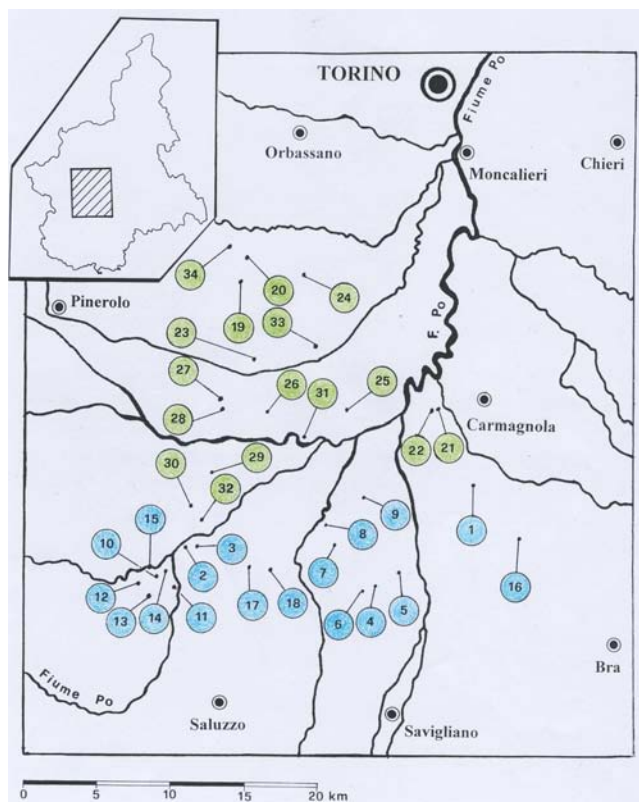 TORINO
Fiume Po
Orbassano
Moncalieri
Chieri
34
20
24
Pinerolo
19
33
23
F. Po
27
26
31
25
28
Carmagnola
22
21
30
29
32
15
9
1
10
3
8
12
2
7
16
13
14
11
17
18
6
4
5
Bra
Fiume Po
Saluzzo
Savigliano
0 5 10 15 20 km